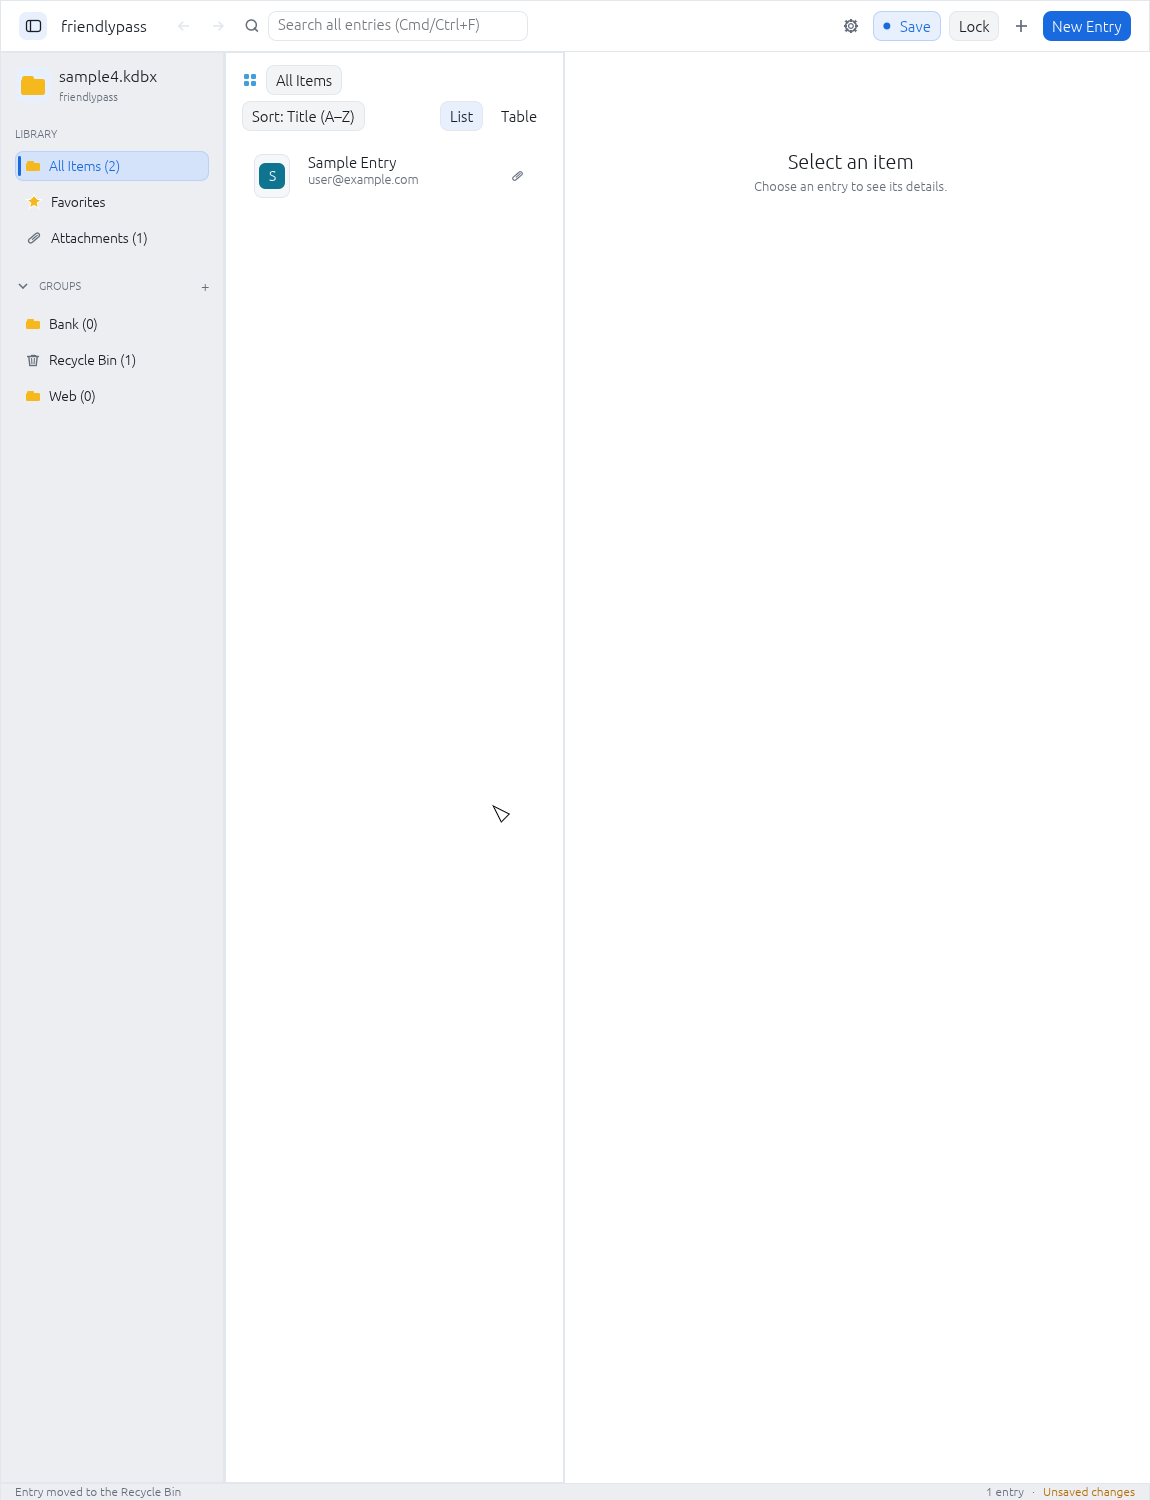 friendlypass
Search all entries (Cmd/Ctrl+F)
Save
Lock
New Entry
sample4.kdbx
friendlypass
LIBRARY
All Items (2)
Favorites
Attachments (1)
GROUPS
+
Bank (0)
Recycle Bin (1)
Web (0)
All Items
Sort: Title (A–Z)
List
Table
S
Sample Entry
user@example.com
Select an item
Choose an entry to see its details.
Entry moved to the Recycle Bin
1 entry · Unsaved changes